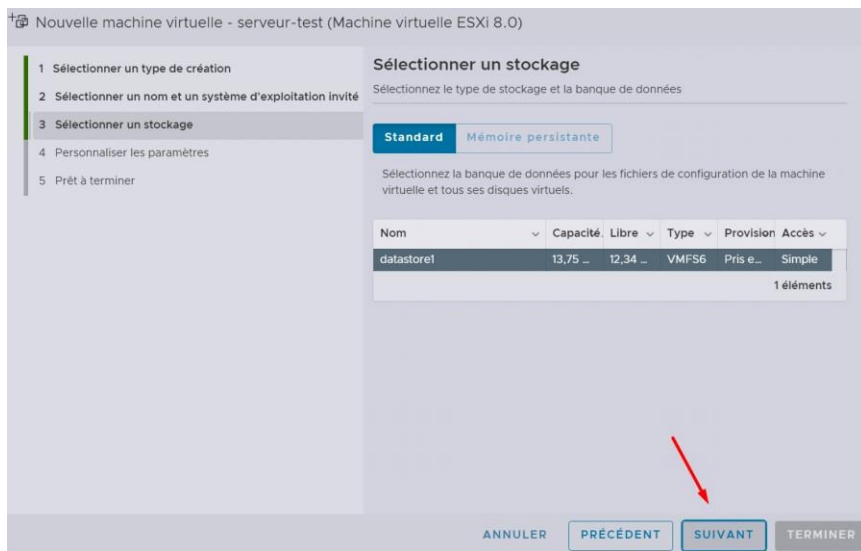 Nouvelle machine virtuelle - serveur-test (Machine virtuelle ESXi 8.0)
1 Sélectionner un type de création
2 Sélectionner un nom et un système d'exploitation invité
3 Sélectionner un stockage
4 Personnaliser les paramètres
5 Prêt à terminer
Sélectionner un stockage
Sélectionnez le type de stockage et la banque de données
Standard Mémoire persistante
Sélectionnez la banque de données pour les fichiers de configuration de la machine
virtuelle et tous ses disques virtuels.
Nom Capacité. Libre Type Provision Accès
datastore1 13,75 ... 12,34 ... VMFS6 Pris e... Simple
1 éléments
ANNULER PRÉCÉDENT SUIVANT TERMINER